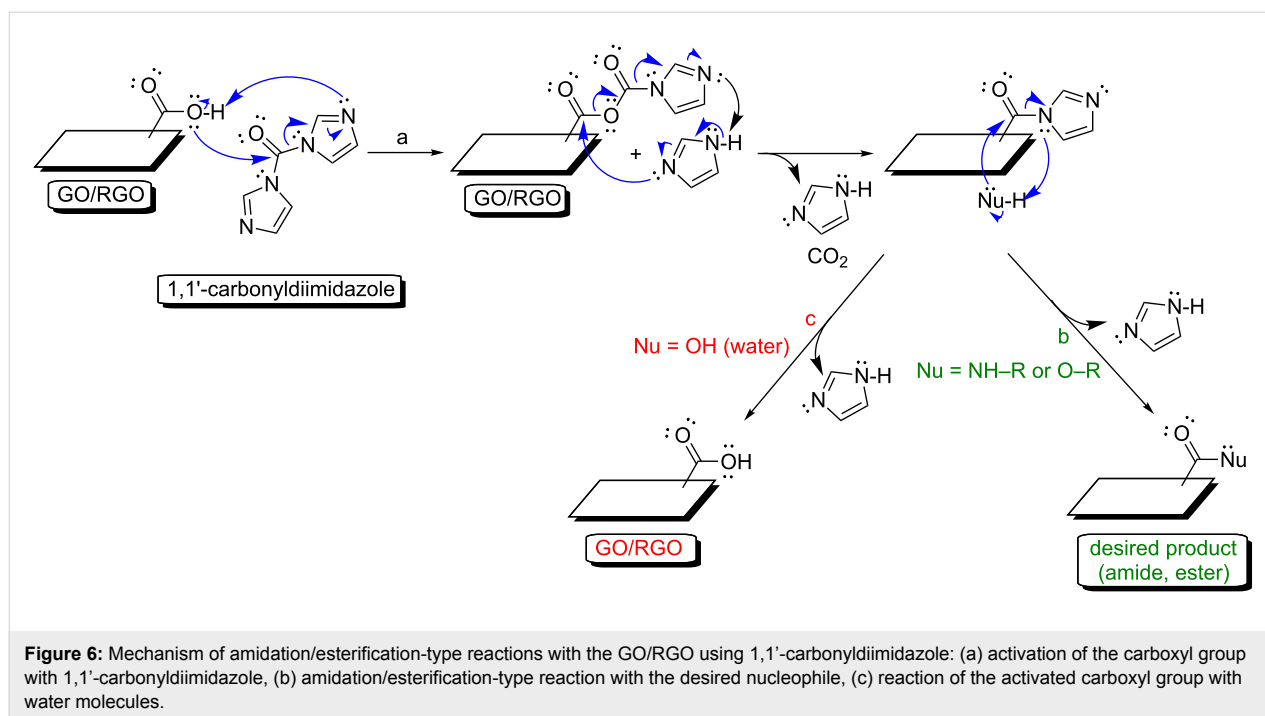 O
O-H
O
N
N
N
N
GO/RGO
1,1'-carbonyldiimidazole
a
O
O
O
N
N
+
N
N-H
GO/RGO
N
N-H
CO₂
O
N
N
Nu-H
c
Nu = OH (water)
N
N-H
b
Nu = NH–R or O–R
N
N-H
O
OH
GO/RGO
O
Nu
desired product
(amide, ester)
Figure 6: Mechanism of amidation/esterification-type reactions with the GO/RGO using 1,1’-carbonyldiimidazole: (a) activation of the carboxyl group
with 1,1’-carbonyldiimidazole, (b) amidation/esterification-type reaction with the desired nucleophile, (c) reaction of the activated carboxyl group with
water molecules.